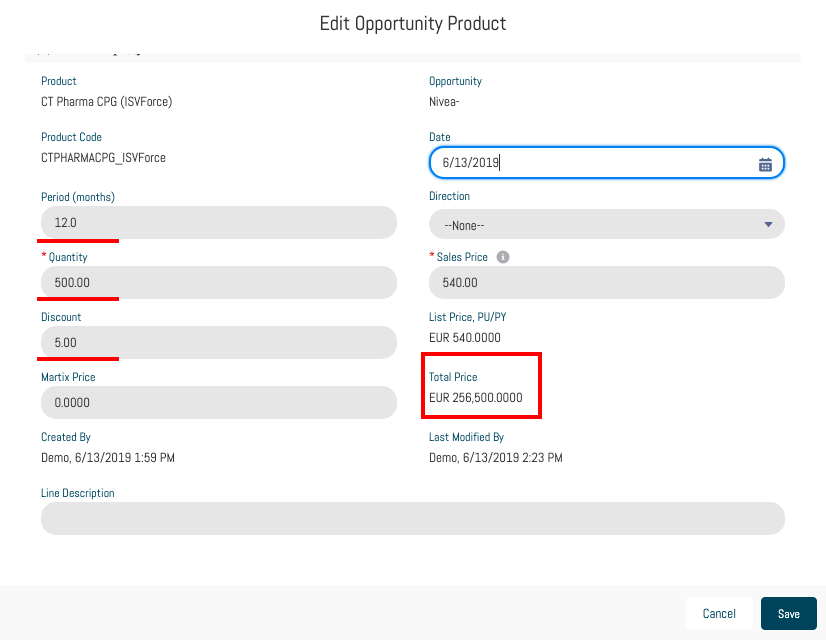 Edit Opportunity Product
Product
CT Pharma CPG (ISVForce)
Opportunity
Nivea-
Product Code
CTPHARMACPG_ISVForce
Date
6/13/2019
Period (months)
12.0
Direction
--None--
* Quantity
500.00
* Sales Price
540.00
Discount
5.00
List Price, PU/PY
EUR 540.0000
Martix Price
0.0000
Total Price
EUR 256,500.0000
Created By
Demo, 6/13/2019 1:59 PM
Last Modified By
Demo, 6/13/2019 2:23 PM
Line Description
Cancel
Save